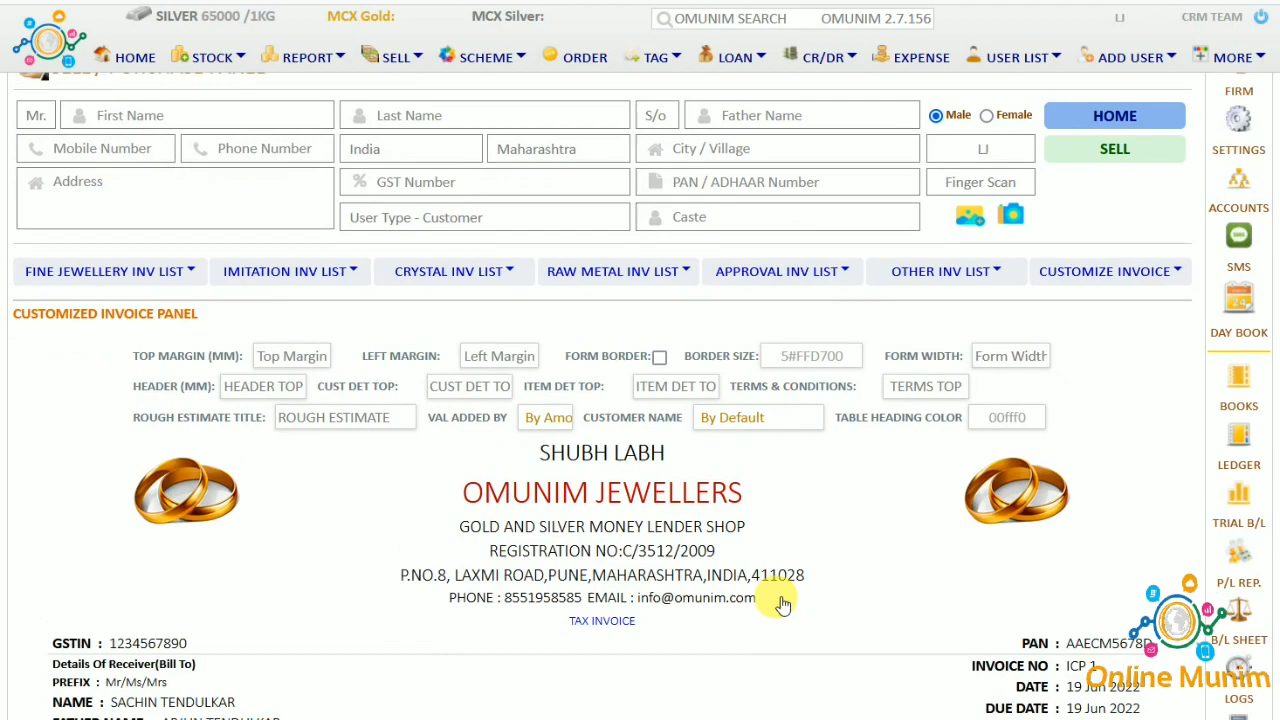 SILVER 65000 /1KG
MCX Gold:
MCX Silver:
OMUNIM SEARCH
OMUNIM 2.7.156
LJ
CRM TEAM
HOME
STOCK
REPORT
SELL
SCHEME
ORDER
TAG
LOAN
CR/DR
EXPENSE
USER LIST
ADD USER
MORE
Mr.
First Name
Last Name
S/o
Father Name
Male
Female
HOME
Mobile Number
Phone Number
India
Maharashtra
City / Village
LJ
SELL
Address
GST Number
PAN / ADHAAR Number
Finger Scan
User Type - Customer
Caste
FINE JEWELLERY INV LIST
IMITATION INV LIST
CRYSTAL INV LIST
RAW METAL INV LIST
APPROVAL INV LIST
OTHER INV LIST
CUSTOMIZE INVOICE
CUSTOMIZED INVOICE PANEL
TOP MARGIN (MM): Top Margin
LEFT MARGIN: Left Margin
FORM BORDER:
BORDER SIZE: 5#FFD700
FORM WIDTH: Form Width
HEADER (MM): HEADER TOP
CUST DET TOP: CUST DET TO
ITEM DET TOP: ITEM DET TO
TERMS & CONDITIONS: TERMS TOP
ROUGH ESTIMATE TITLE: ROUGH ESTIMATE
VAL ADDED BY By Amo
CUSTOMER NAME By Default
TABLE HEADING COLOR 00fff0
SHUBH LABH
OMUNIM JEWELLERS
GOLD AND SILVER MONEY LENDER SHOP
REGISTRATION NO:C/3512/2009
P.NO.8, LAXMI ROAD,PUNE,MAHARASHTRA,INDIA,411028
PHONE : 8551958585 EMAIL : info@omunim.com
TAX INVOICE
GSTIN : 1234567890
PAN : AAECM5678D
Details Of Receiver(Bill To)
INVOICE NO : ICP 1
PREFIX : Mr/Ms/Mrs
DATE : 19 Jun 2022
NAME : SACHIN TENDULKAR
DUE DATE : 19 Jun 2022
FIRM
SETTINGS
ACCOUNTS
SMS
DAY BOOK
BOOKS
LEDGER
TRIAL B/L
P/L REP.
B/L SHEET
LOGS
Online Munim